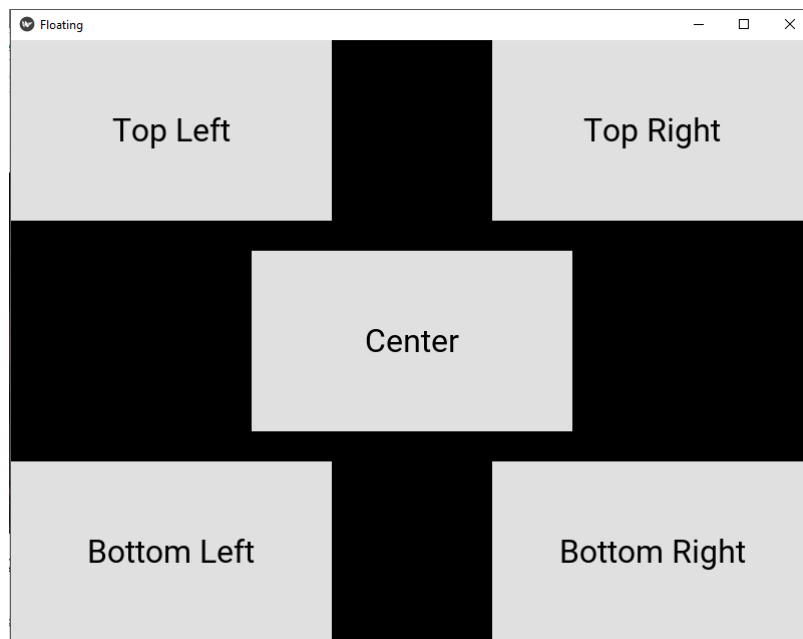 Floating
Top Left
Top Right
Center
Bottom Left
Bottom Right